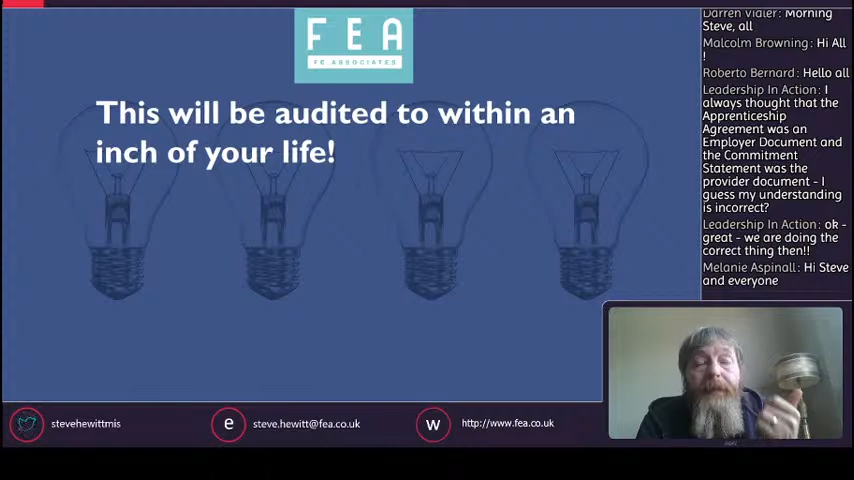 FEA
FE ASSOCIATES
This will be audited to within an
inch of your life!
Darren Vidler: Morning
Steve, all
Malcolm Browning: Hi All
!
Roberto Bernard: Hello all
Leadership In Action: I
always thought that the
Apprenticeship
Agreement was an
Employer Document and
the Commitment
Statement was the
provider document - I
guess my understanding
is incorrect?
Leadership In Action: ok -
great - we are doing the
correct thing then!!
Melanie Aspinall: Hi Steve
and everyone
stevehewittmis
e
steve.hewitt@fea.co.uk
w
http://www.fea.co.uk